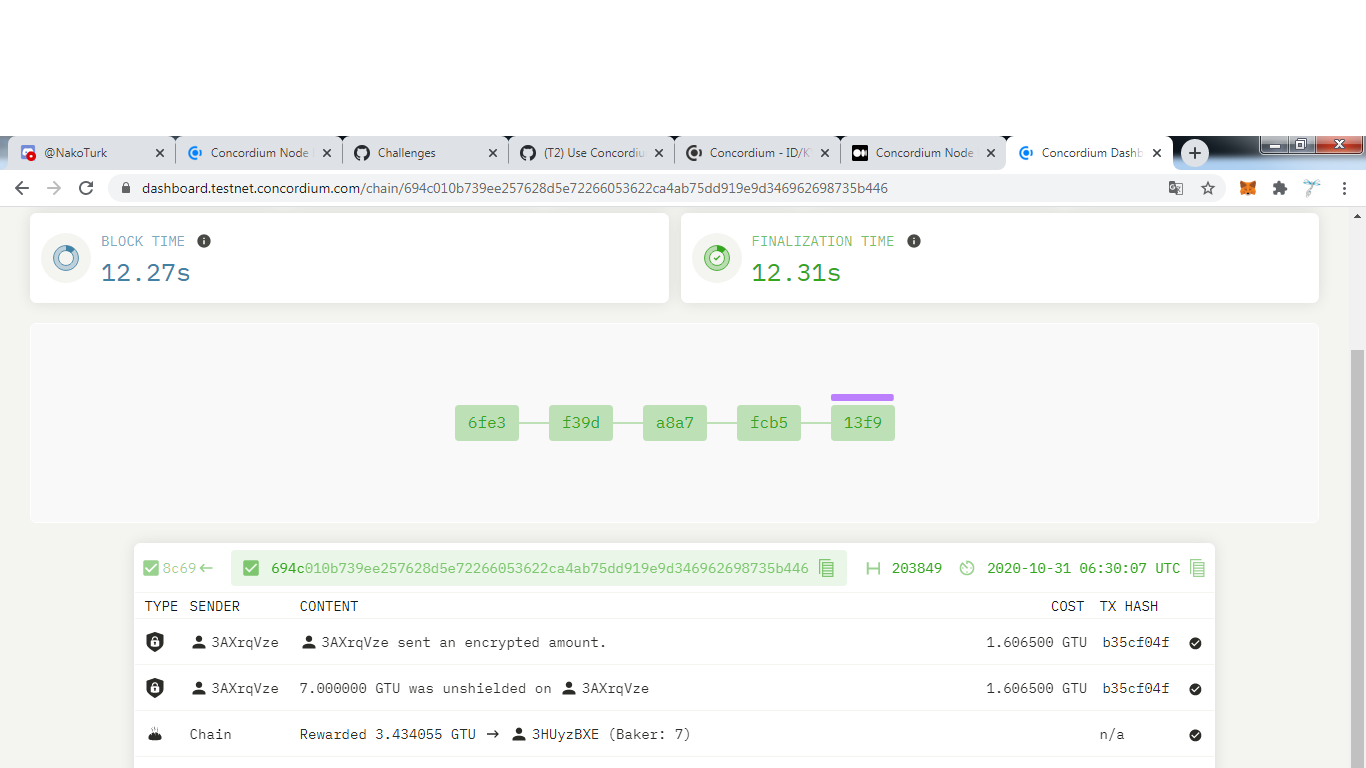 @NakoTurk
Concordium Node
Challenges
(T2) Use Concordiu
Concordium - ID/K
Concordium Node
Concordium Dashb
dashboard.testnet.concordium.com/chain/694c010b739ee257628d5e72266053622ca4ab75dd919e9d346962698735b446
BLOCK TIME
12.27s
FINALIZATION TIME
12.31s
6fe3 f39d a8a7 fcb5 13f9
8c69← 694c010b739ee257628d5e72266053622ca4ab75dd919e9d346962698735b446 203849 2020-10-31 06:30:07 UTC
TYPE SENDER CONTENT COST TX HASH
3AXrqVze 3AXrqVze sent an encrypted amount. 1.606500 GTU b35cf04f
3AXrqVze 7.000000 GTU was unshielded on 3AXrqVze 1.606500 GTU b35cf04f
Chain Rewarded 3.434055 GTU → 3HUyzBXE (Baker: 7) n/a